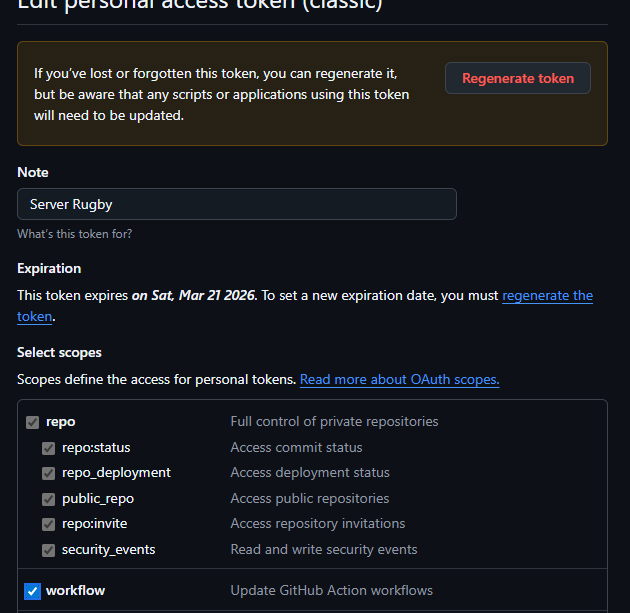 Edit personal access token (classic)
If you’ve lost or forgotten this token, you can regenerate it,
but be aware that any scripts or applications using this token
will need to be updated.
Regenerate token
Note
Server Rugby
What's this token for?
Expiration
This token expires on Sat, Mar 21 2026. To set a new expiration date, you must regenerate the
token.
Select scopes
Scopes define the access for personal tokens. Read more about OAuth scopes.
repo Full control of private repositories
repo:status Access commit status
repo_deployment Access deployment status
public_repo Access public repositories
repo:invite Access repository invitations
security_events Read and write security events
workflow Update GitHub Action workflows